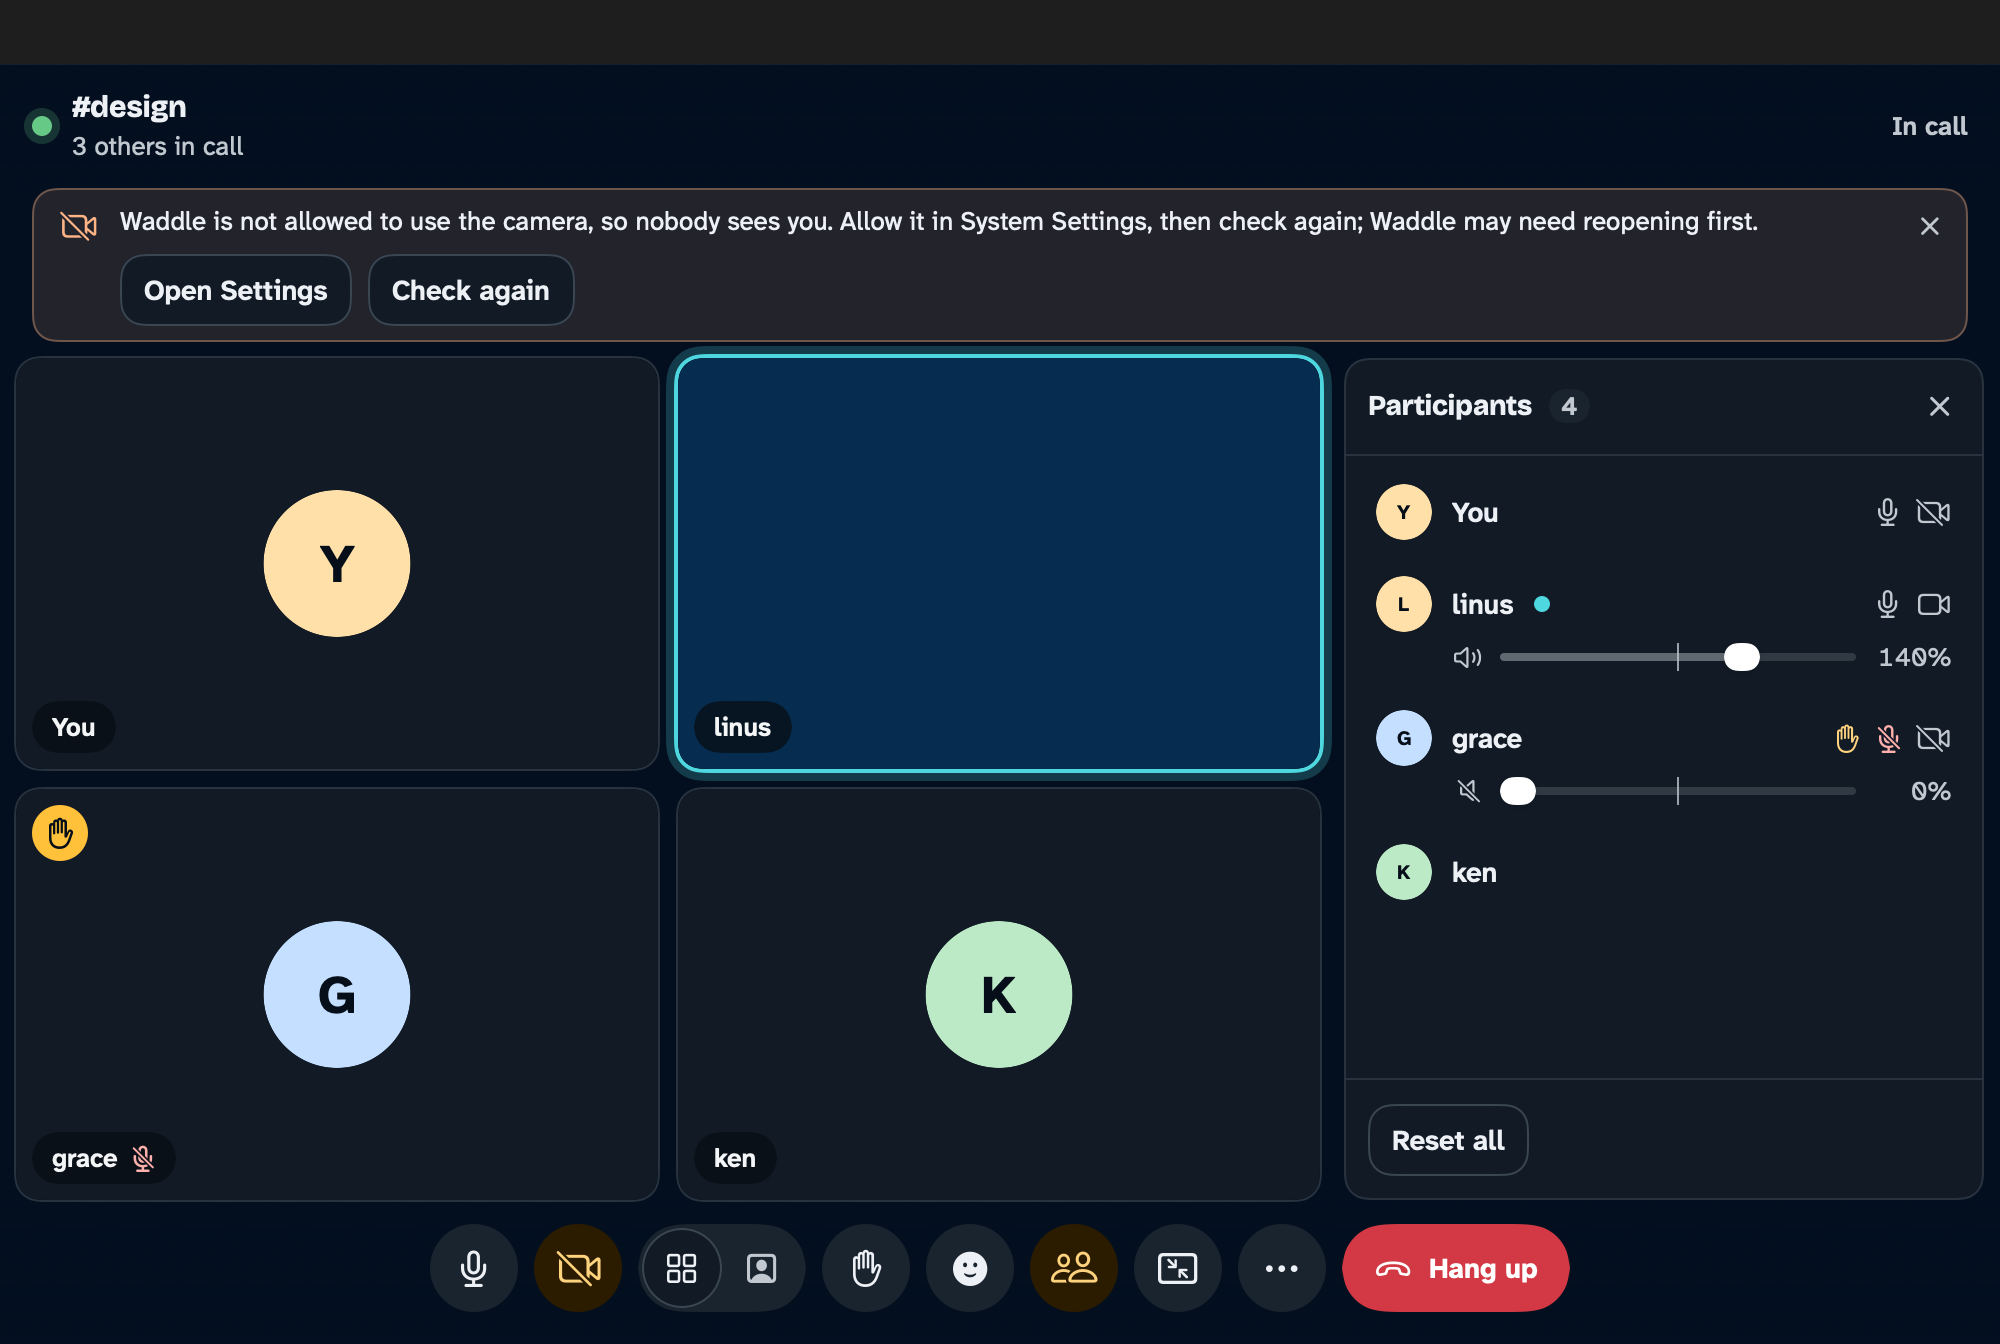 #design
3 others in call
In call
Waddle is not allowed to use the camera, so nobody sees you. Allow it in System Settings, then check again; Waddle may need reopening first.
Open Settings
Check again
Y
You
linus
G
grace
K
ken
Participants 4
Y You
L linus
140%
G grace
0%
K ken
Reset all
Hang up